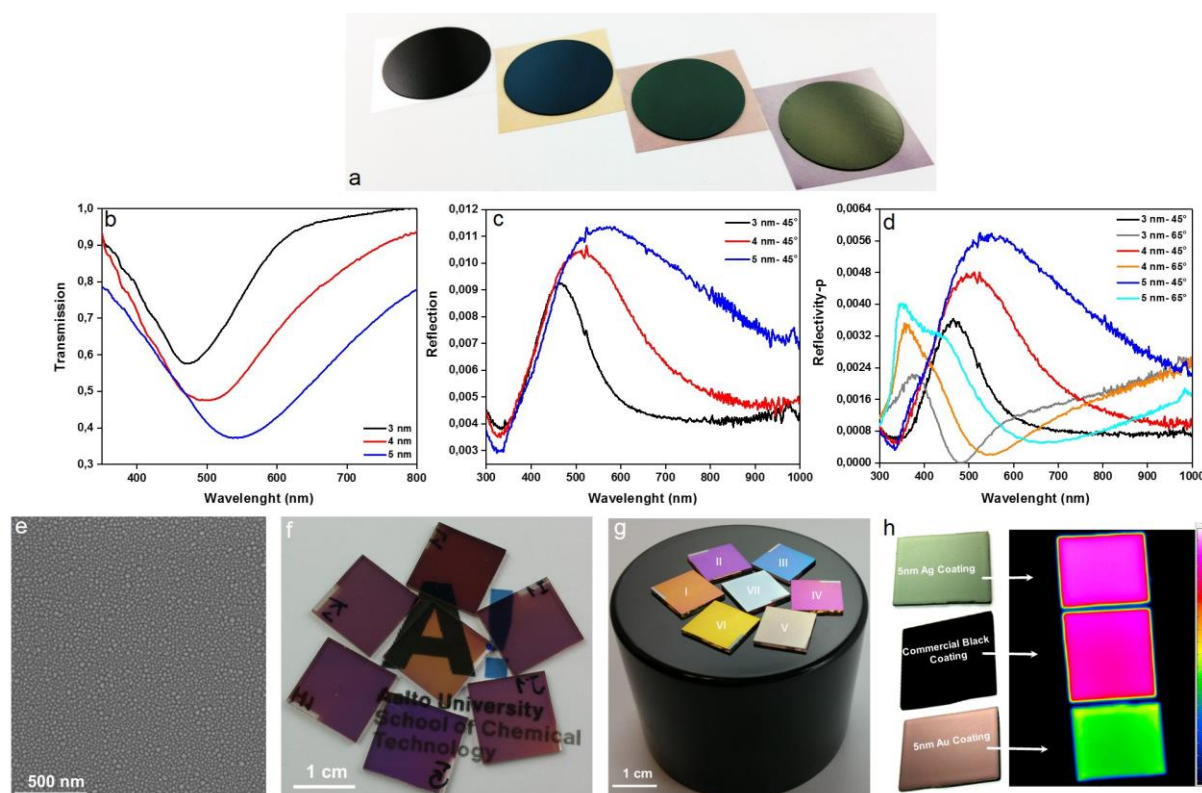 a
b
Transmission
1,0
0,9
0,8
0,7
0,6
0,5
0,4
0,3
400 500 600 700 800
Wavelenght (nm)
3 nm
4 nm
5 nm
c
Reflection
0,012
0,011
0,010
0,009
0,008
0,007
0,006
0,005
0,004
0,003
300 400 500 600 700 800 900 1000
Wavelenght (nm)
3 nm- 45°
4 nm- 45°
5 nm- 45°
d
Reflectivity-p
0,0064
0,0056
0,0048
0,0040
0,0032
0,0024
0,0016
0,0008
0,0000
300 400 500 600 700 800 900 1000
Wavelenght (nm)
3 nm- 45°
3 nm- 65°
4 nm- 45°
4 nm- 65°
5 nm- 45°
5 nm- 65°
e
500 nm
f
A!
Aalto University
School of Chemical
Technology
J1
1 cm
g
I
II
III
IV
V
VI
VII
1 cm
h
5nm Ag Coating
Commercial Black
Coating
5nm Au Coating